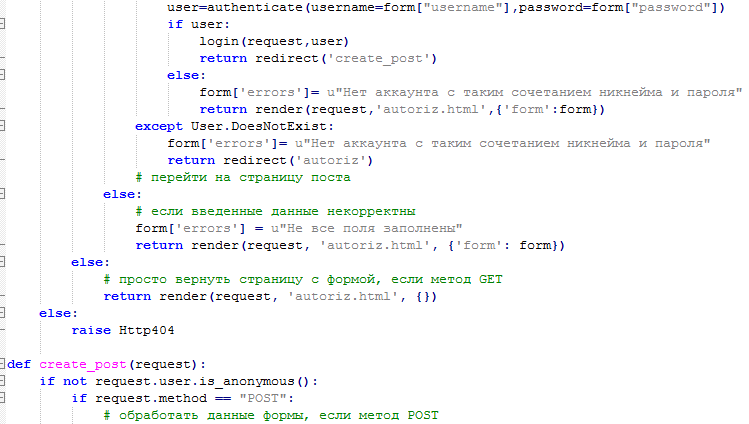 user=authenticate(username=form["username"],password=form["password"])
if user:
login(request,user)
return redirect('create_post')
else:
form['errors']= u"Нет аккаунта с таким сочетанием никнейма и пароля"
return render(request,'autoriz.html',{'form':form})
except User.DoesNotExist:
form['errors']= u"Нет аккаунта с таким сочетанием никнейма и пароля"
return redirect('autoriz')
# перейти на страницу поста
else:
# если введенные данные некорректны
form['errors'] = u"Не все поля заполнены"
return render(request, 'autoriz.html', {'form': form})
else:
# просто вернуть страницу с формой, если метод GET
return render(request, 'autoriz.html', {})
else:
raise Http404
def create_post(request):
if not request.user.is_anonymous():
if request.method == "POST":
# обработать данные формы, если метод POST